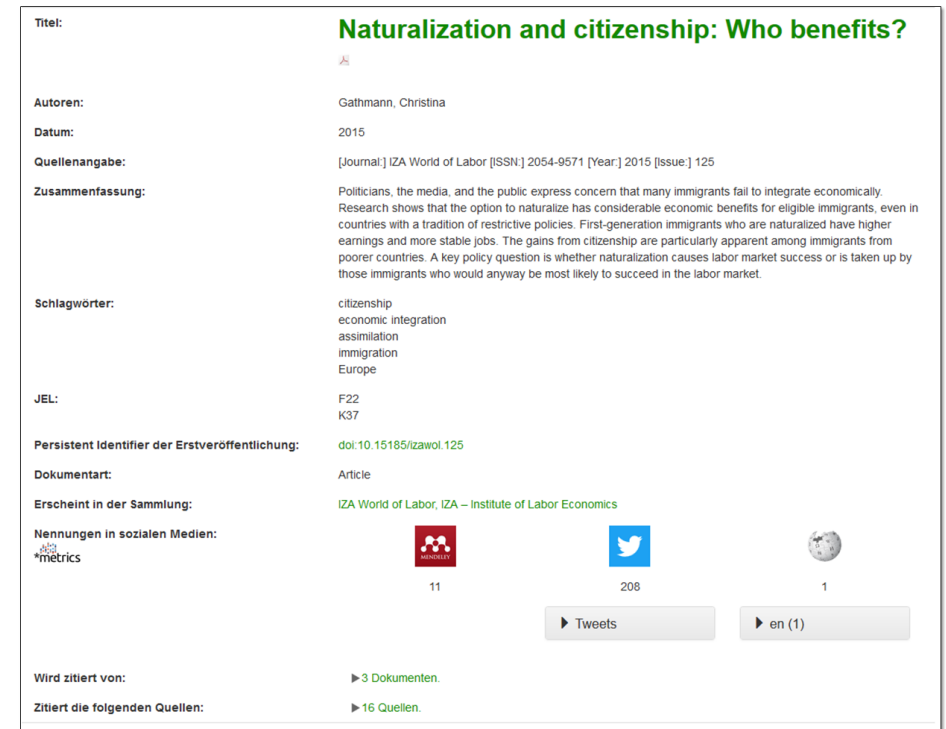 Titel:
Naturalization and citizenship: Who benefits?
Autoren:
Gathmann, Christina
Datum:
2015
Quellenangabe:
[Journal:] IZA World of Labor [ISSN:] 2054-9571 [Year:] 2015 [Issue:] 125
Zusammenfassung:
Politicians, the media, and the public express concern that many immigrants fail to integrate economically.
Research shows that the option to naturalize has considerable economic benefits for eligible immigrants, even in
countries with a tradition of restrictive policies. First-generation immigrants who are naturalized have higher
earnings and more stable jobs. The gains from citizenship are particularly apparent among immigrants from
poorer countries. A key policy question is whether naturalization causes labor market success or is taken up by
those immigrants who would anyway be most likely to succeed in the labor market.
Schlagwörter:
citizenship
economic integration
assimilation
immigration
Europe
JEL:
F22
K37
Persistent Identifier der Erstveröffentlichung:
doi:10.15185/izawol.125
Dokumentart:
Article
Erscheint in der Sammlung:
IZA World of Labor, IZA – Institute of Labor Economics
Nennungen in sozialen Medien:
*metrics
MENDELEY
11
208
1
Tweets
en (1)
Wird zitiert von:
3 Dokumenten.
Zitiert die folgenden Quellen:
16 Quellen.